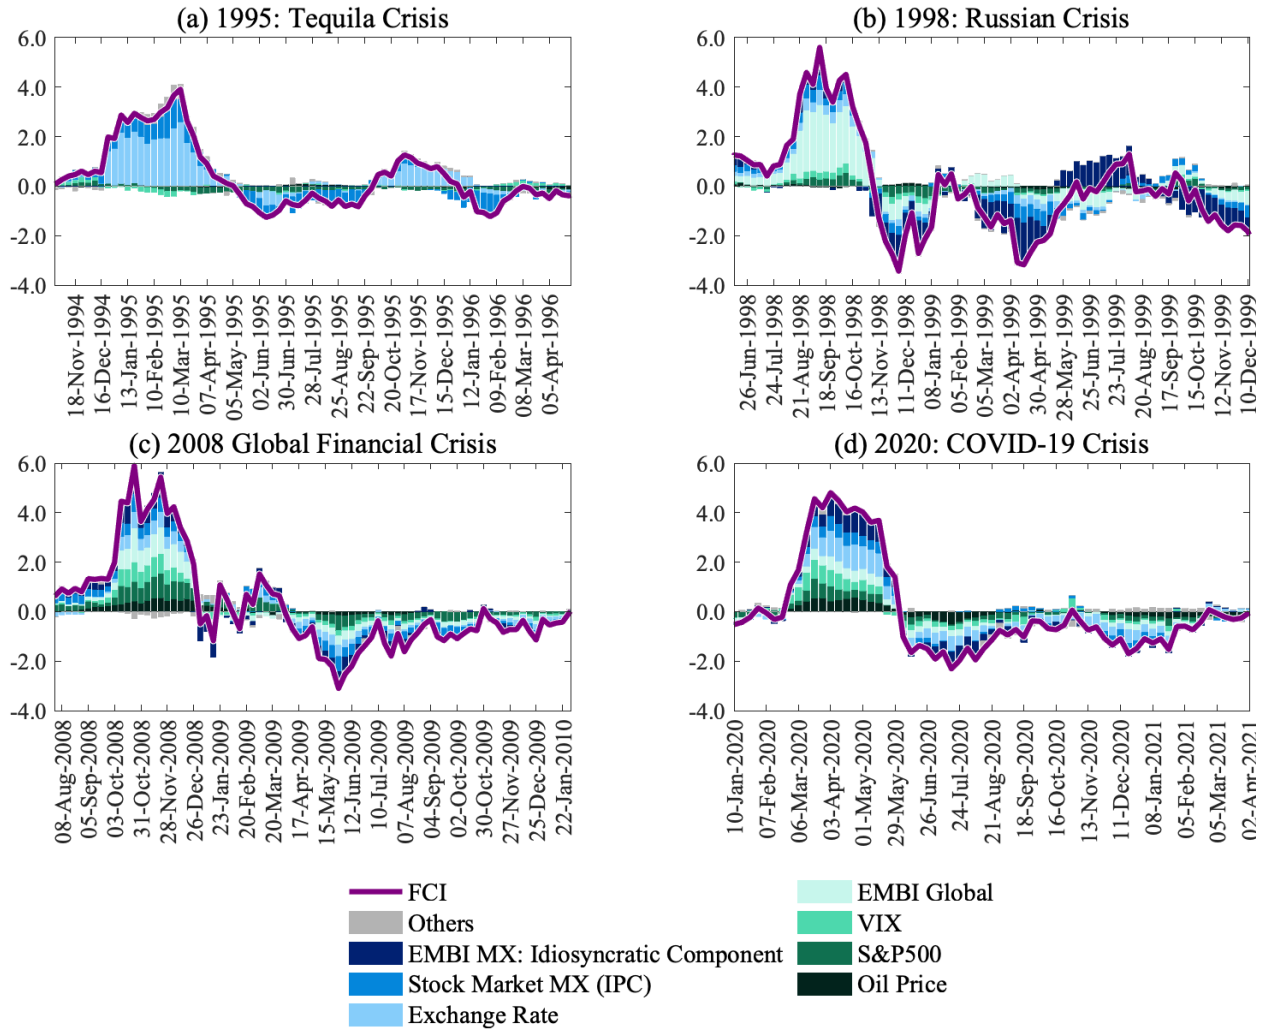 (a) 1995: Tequila Crisis
6.0
4.0
2.0
0.0
-2.0
-4.0
18-Nov-1994
16-Dec-1994
13-Jan-1995
10-Feb-1995
10-Mar-1995
07-Apr-1995
05-May-1995
02-Jun-1995
30-Jun-1995
28-Jul-1995
25-Aug-1995
22-Sep-1995
20-Oct-1995
17-Nov-1995
15-Dec-1995
12-Jan-1996
09-Feb-1996
08-Mar-1996
05-Apr-1996
(b) 1998: Russian Crisis
6.0
4.0
2.0
0.0
-2.0
-4.0
26-Jun-1998
24-Jul-1998
21-Aug-1998
18-Sep-1998
16-Oct-1998
13-Nov-1998
11-Dec-1998
08-Jan-1999
05-Feb-1999
05-Mar-1999
02-Apr-1999
30-Apr-1999
28-May-1999
25-Jun-1999
23-Jul-1999
20-Aug-1999
17-Sep-1999
15-Oct-1999
12-Nov-1999
10-Dec-1999
(c) 2008 Global Financial Crisis
6.0
4.0
2.0
0.0
-2.0
-4.0
08-Aug-2008
05-Sep-2008
03-Oct-2008
31-Oct-2008
28-Nov-2008
26-Dec-2008
23-Jan-2009
20-Feb-2009
20-Mar-2009
17-Apr-2009
15-May-2009
12-Jun-2009
10-Jul-2009
07-Aug-2009
04-Sep-2009
02-Oct-2009
30-Oct-2009
27-Nov-2009
25-Dec-2009
22-Jan-2010
(d) 2020: COVID-19 Crisis
6.0
4.0
2.0
0.0
-2.0
-4.0
10-Jan-2020
07-Feb-2020
06-Mar-2020
03-Apr-2020
01-May-2020
29-May-2020
26-Jun-2020
24-Jul-2020
21-Aug-2020
18-Sep-2020
16-Oct-2020
13-Nov-2020
11-Dec-2020
08-Jan-2021
05-Feb-2021
05-Mar-2021
02-Apr-2021
FCI
Others
EMBI MX: Idiosyncratic Component
Stock Market MX (IPC)
Exchange Rate
EMBI Global
VIX
S&P500
Oil Price